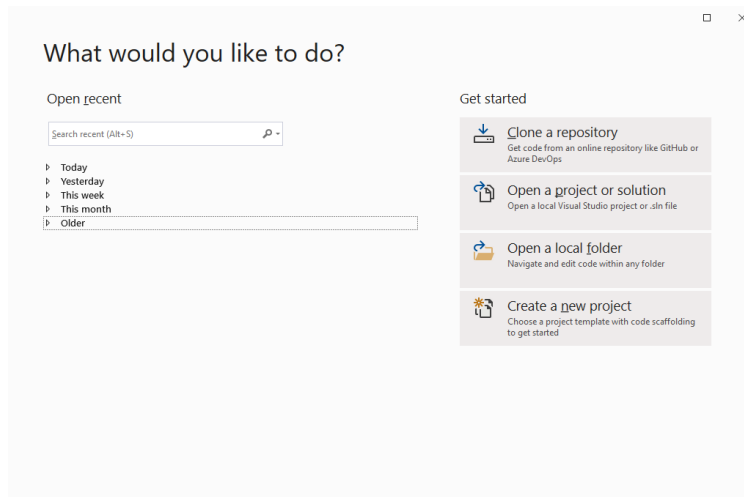 What would you like to do?
Open recent
Search recent (Alt+S)
Today
Yesterday
This week
This month
Older
Get started
Clone a repository
Get code from an online repository like GitHub or
Azure DevOps
Open a project or solution
Open a local Visual Studio project or .sln file
Open a local folder
Navigate and edit code within any folder
Create a new project
Choose a project template with code scaffolding
to get started